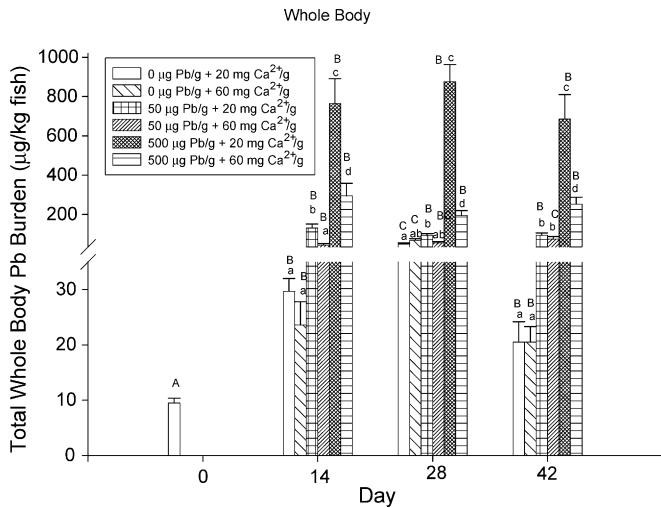 Whole Body
Total Whole Body Pb Burden (μg/kg fish)
1000
800
600
400
200
30
20
10
0
0 μg Pb/g + 20 mg Ca2+/g
0 μg Pb/g + 60 mg Ca2+/g
50 μg Pb/g + 20 mg Ca2+/g
50 μg Pb/g + 60 mg Ca2+/g
500 μg Pb/g + 20 mg Ca2+/g
500 μg Pb/g + 60 mg Ca2+/g
A
B
a
B
a
B
b
B
a
B
c
B
d
C
a
C
ab
B
b
B
ab
B
c
B
d
B
a
B
a
B
b
C
b
B
c
B
d
0
14
28
42
Day